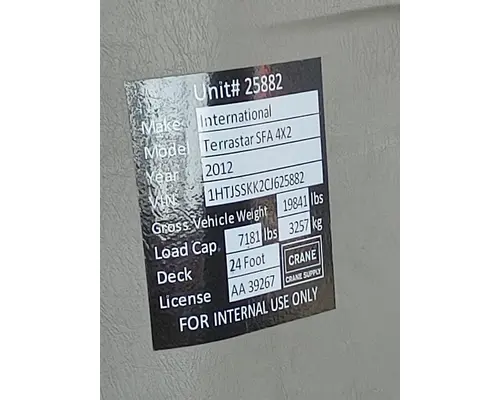 Unit# 25882
Make International
Model Terrastar SFA 4X2
Year 2012
VIN 1HTJSSKK2CJ625882
Gross Vehicle Weight 19841 lbs
Load Cap. 7181 lbs 3257 kg
Deck 24 Foot CRANE
CRANE SUPPLY
License AA 39267
FOR INTERNAL USE ONLY